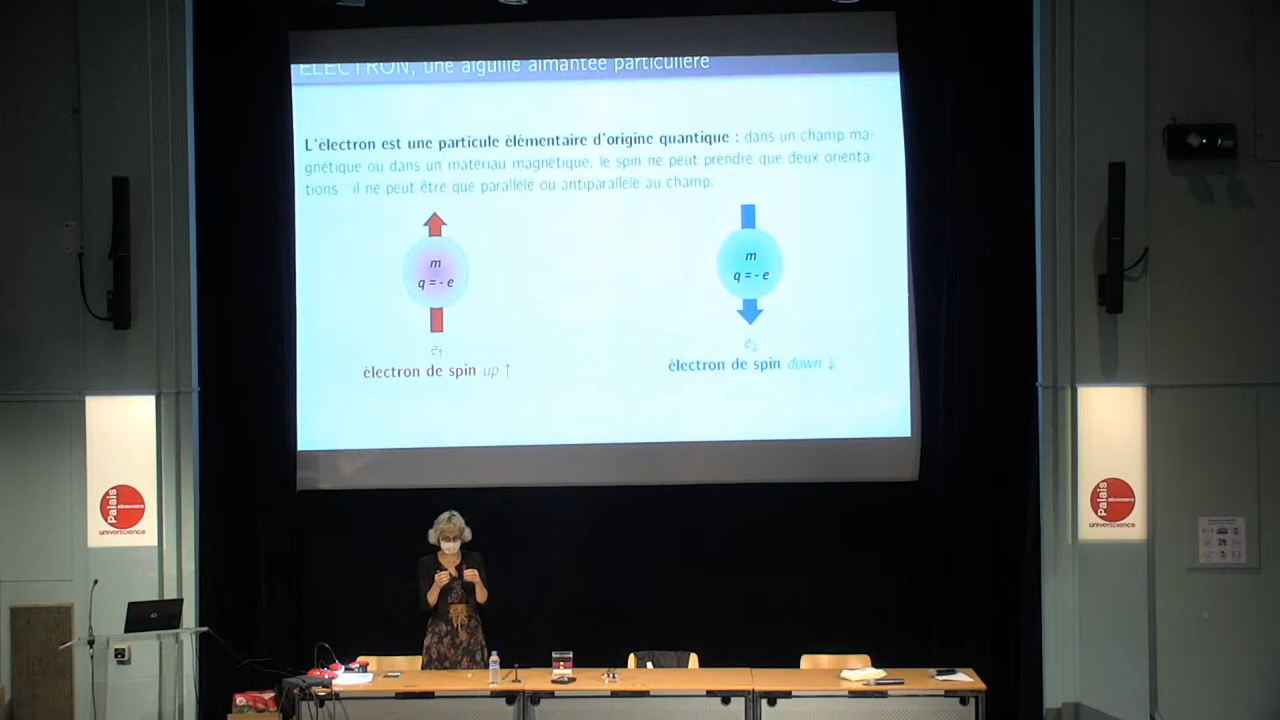 ÉLECTRON, une aiguille aimantée particulière
L'électron est une particule élémentaire d'origine quantique : dans un champ ma-
gnétique ou dans un matériau magnétique, le spin ne peut prendre que deux orienta-
tions : il ne peut être que parallèle ou antiparallèle au champ.
m
q = - e
e↑
électron de spin up ↑
m
q = - e
e↓
électron de spin down ↓
Palais
DÉCOUVERTE
universcience
Palais
DÉCOUVERTE
universcience